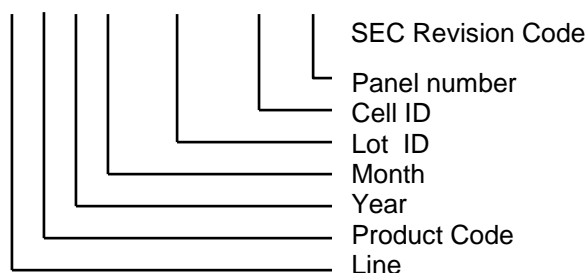 SEC Revision Code
Panel number
Cell ID
Lot ID
Month
Year
Product Code
Line